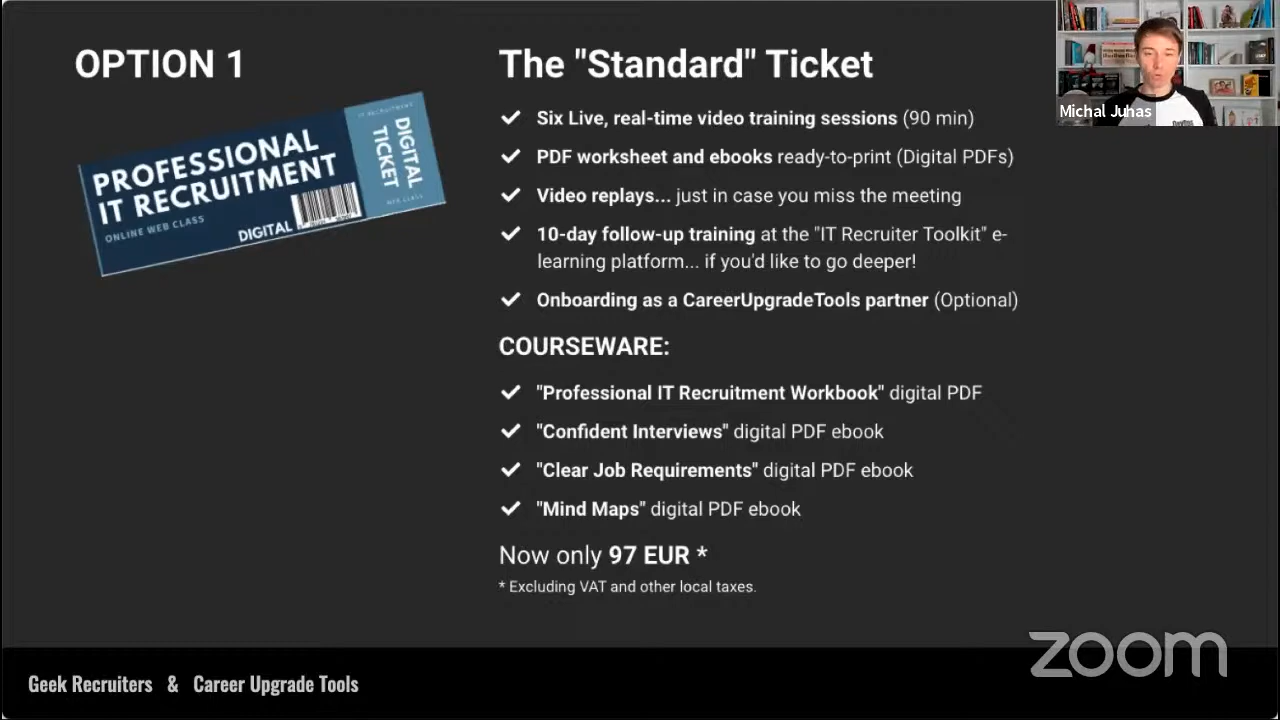 OPTION 1
PROFESSIONAL
IT RECRUITMENT
ONLINE WEB CLASS
DIGITAL
IT RECRUITMENT
DIGITAL
TICKET
WEB CLASS
The "Standard" Ticket
Six Live, real-time video training sessions (90 min)
PDF worksheet and ebooks ready-to-print (Digital PDFs)
Video replays... just in case you miss the meeting
10-day follow-up training at the "IT Recruiter Toolkit" e-
learning platform... if you'd like to go deeper!
Onboarding as a CareerUpgradeTools partner (Optional)
COURSEWARE:
"Professional IT Recruitment Workbook" digital PDF
"Confident Interviews" digital PDF ebook
"Clear Job Requirements" digital PDF ebook
"Mind Maps" digital PDF ebook
Now only 97 EUR *
* Excluding VAT and other local taxes.
Michal Juhas
Geek Recruiters & Career Upgrade Tools
zoom